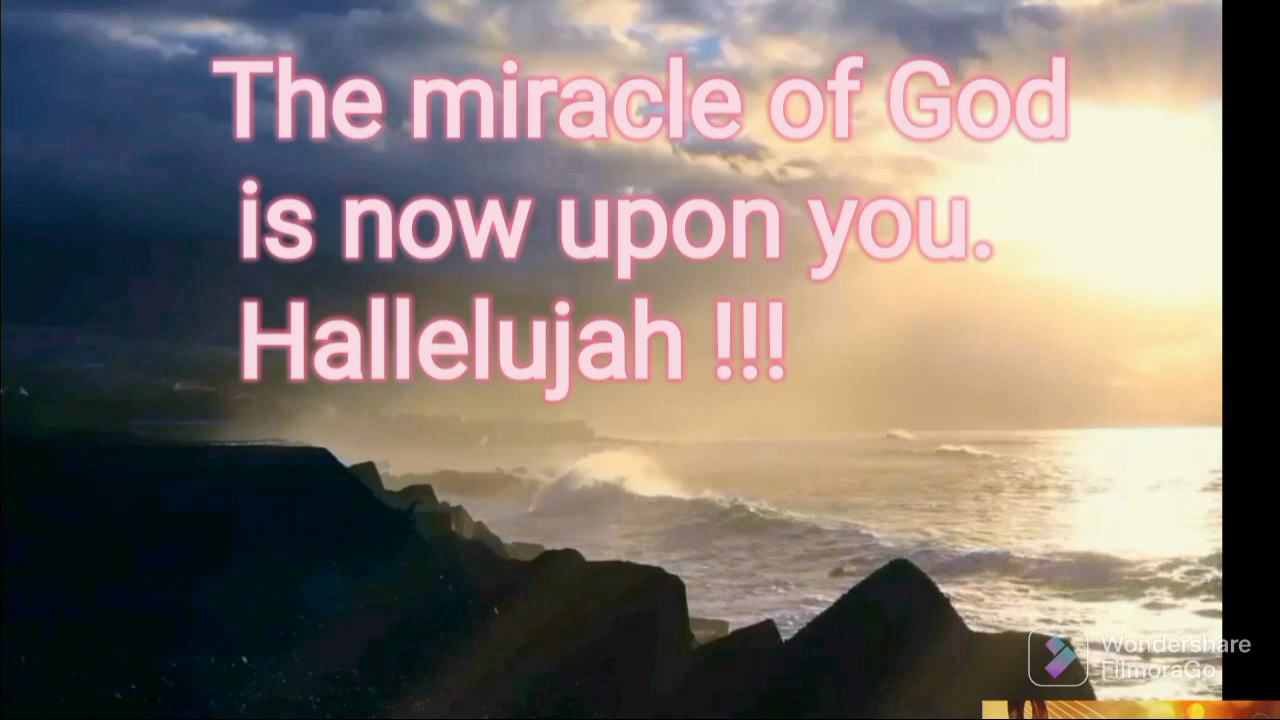 The miracle of God
is now upon you.
Hallelujah !!!
Wondershare
FilmoraGo